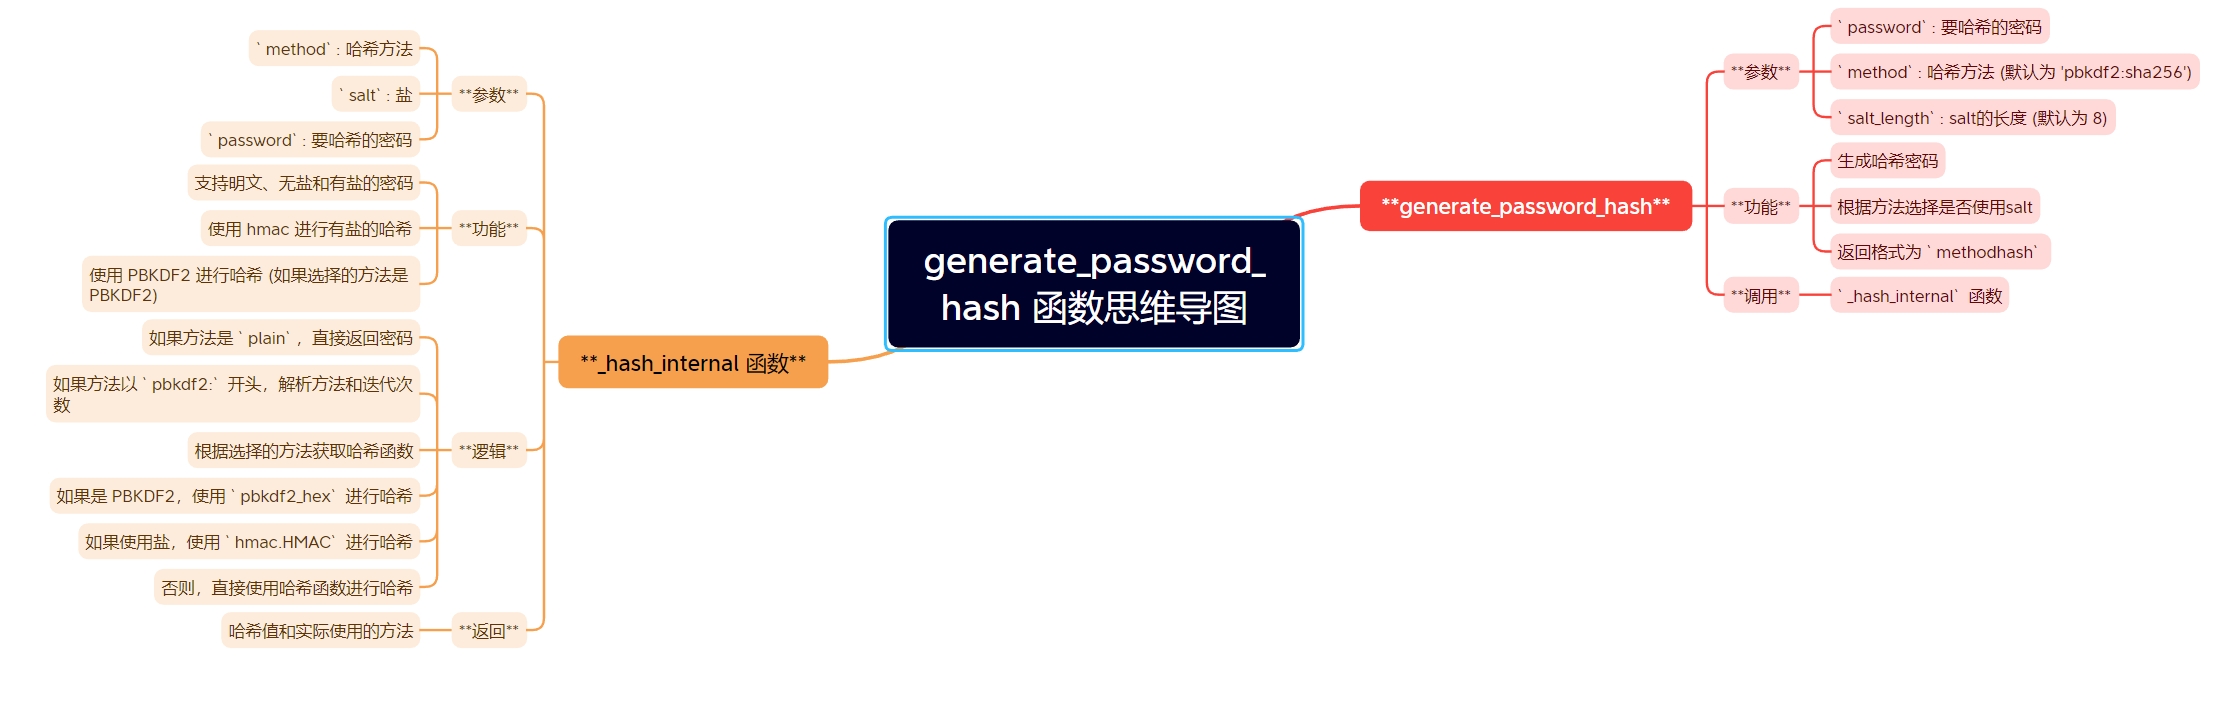 generate_password_
hash 函数思维导图
**generate_password_hash**
**参数**
` password` : 要哈希的密码
` method` : 哈希方法 (默认为 'pbkdf2:sha256')
` salt_length` : salt的长度 (默认为 8)
**功能**
生成哈希密码
根据方法选择是否使用salt
返回格式为 ` methodhash`
**调用**
` _hash_internal` 函数
**_hash_internal 函数**
**参数**
` method` : 哈希方法
` salt` : 盐
` password` : 要哈希的密码
**功能**
支持明文、无盐和有盐的密码
使用 hmac 进行有盐的哈希
使用 PBKDF2 进行哈希 (如果选择的方法是
PBKDF2)
**逻辑**
如果方法是 ` plain` ，直接返回密码
如果方法以 ` pbkdf2:` 开头，解析方法和迭代次
数
根据选择的方法获取哈希函数
如果是 PBKDF2，使用 ` pbkdf2_hex` 进行哈希
如果使用盐，使用 ` hmac.HMAC` 进行哈希
否则，直接使用哈希函数进行哈希
**返回**
哈希值和实际使用的方法